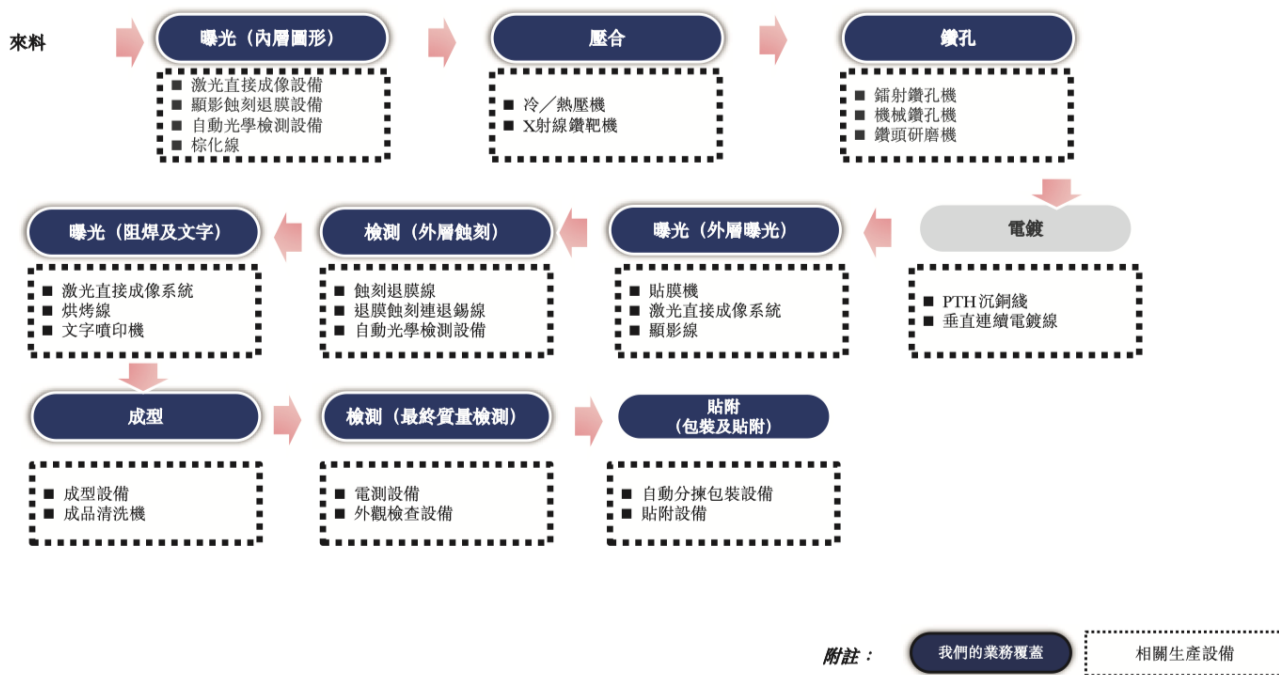 來料
曝光（內層圖形）
■ 激光直接成像設備
■ 顯影蝕刻退膜設備
■ 自動光學檢測設備
■ 棕化線
壓合
■ 冷／熱壓機
■ X射線鑽靶機
鑽孔
■ 鐳射鑽孔機
■ 機械鑽孔機
■ 鑽頭研磨機
電鍍
■ PTH沉銅綫
■ 垂直連續電鍍線
曝光（外層曝光）
■ 貼膜機
■ 激光直接成像系統
■ 顯影線
檢測（外层蝕刻）
■ 蝕刻退膜線
■ 退膜蝕刻連退錫線
■ 自動光學檢測設備
曝光（阻焊及文字）
■ 激光直接成像系統
■ 烘烤線
■ 文字噴印機
成型
■ 成型設備
■ 成品清洗機
檢測（最終質量檢測）
■ 電測設備
■ 外觀檢查設備
貼附
（包裝及貼附）
■ 自動分揀包裝設備
■ 貼附設備
附註：
我們的業務覆蓋
相關生產設備